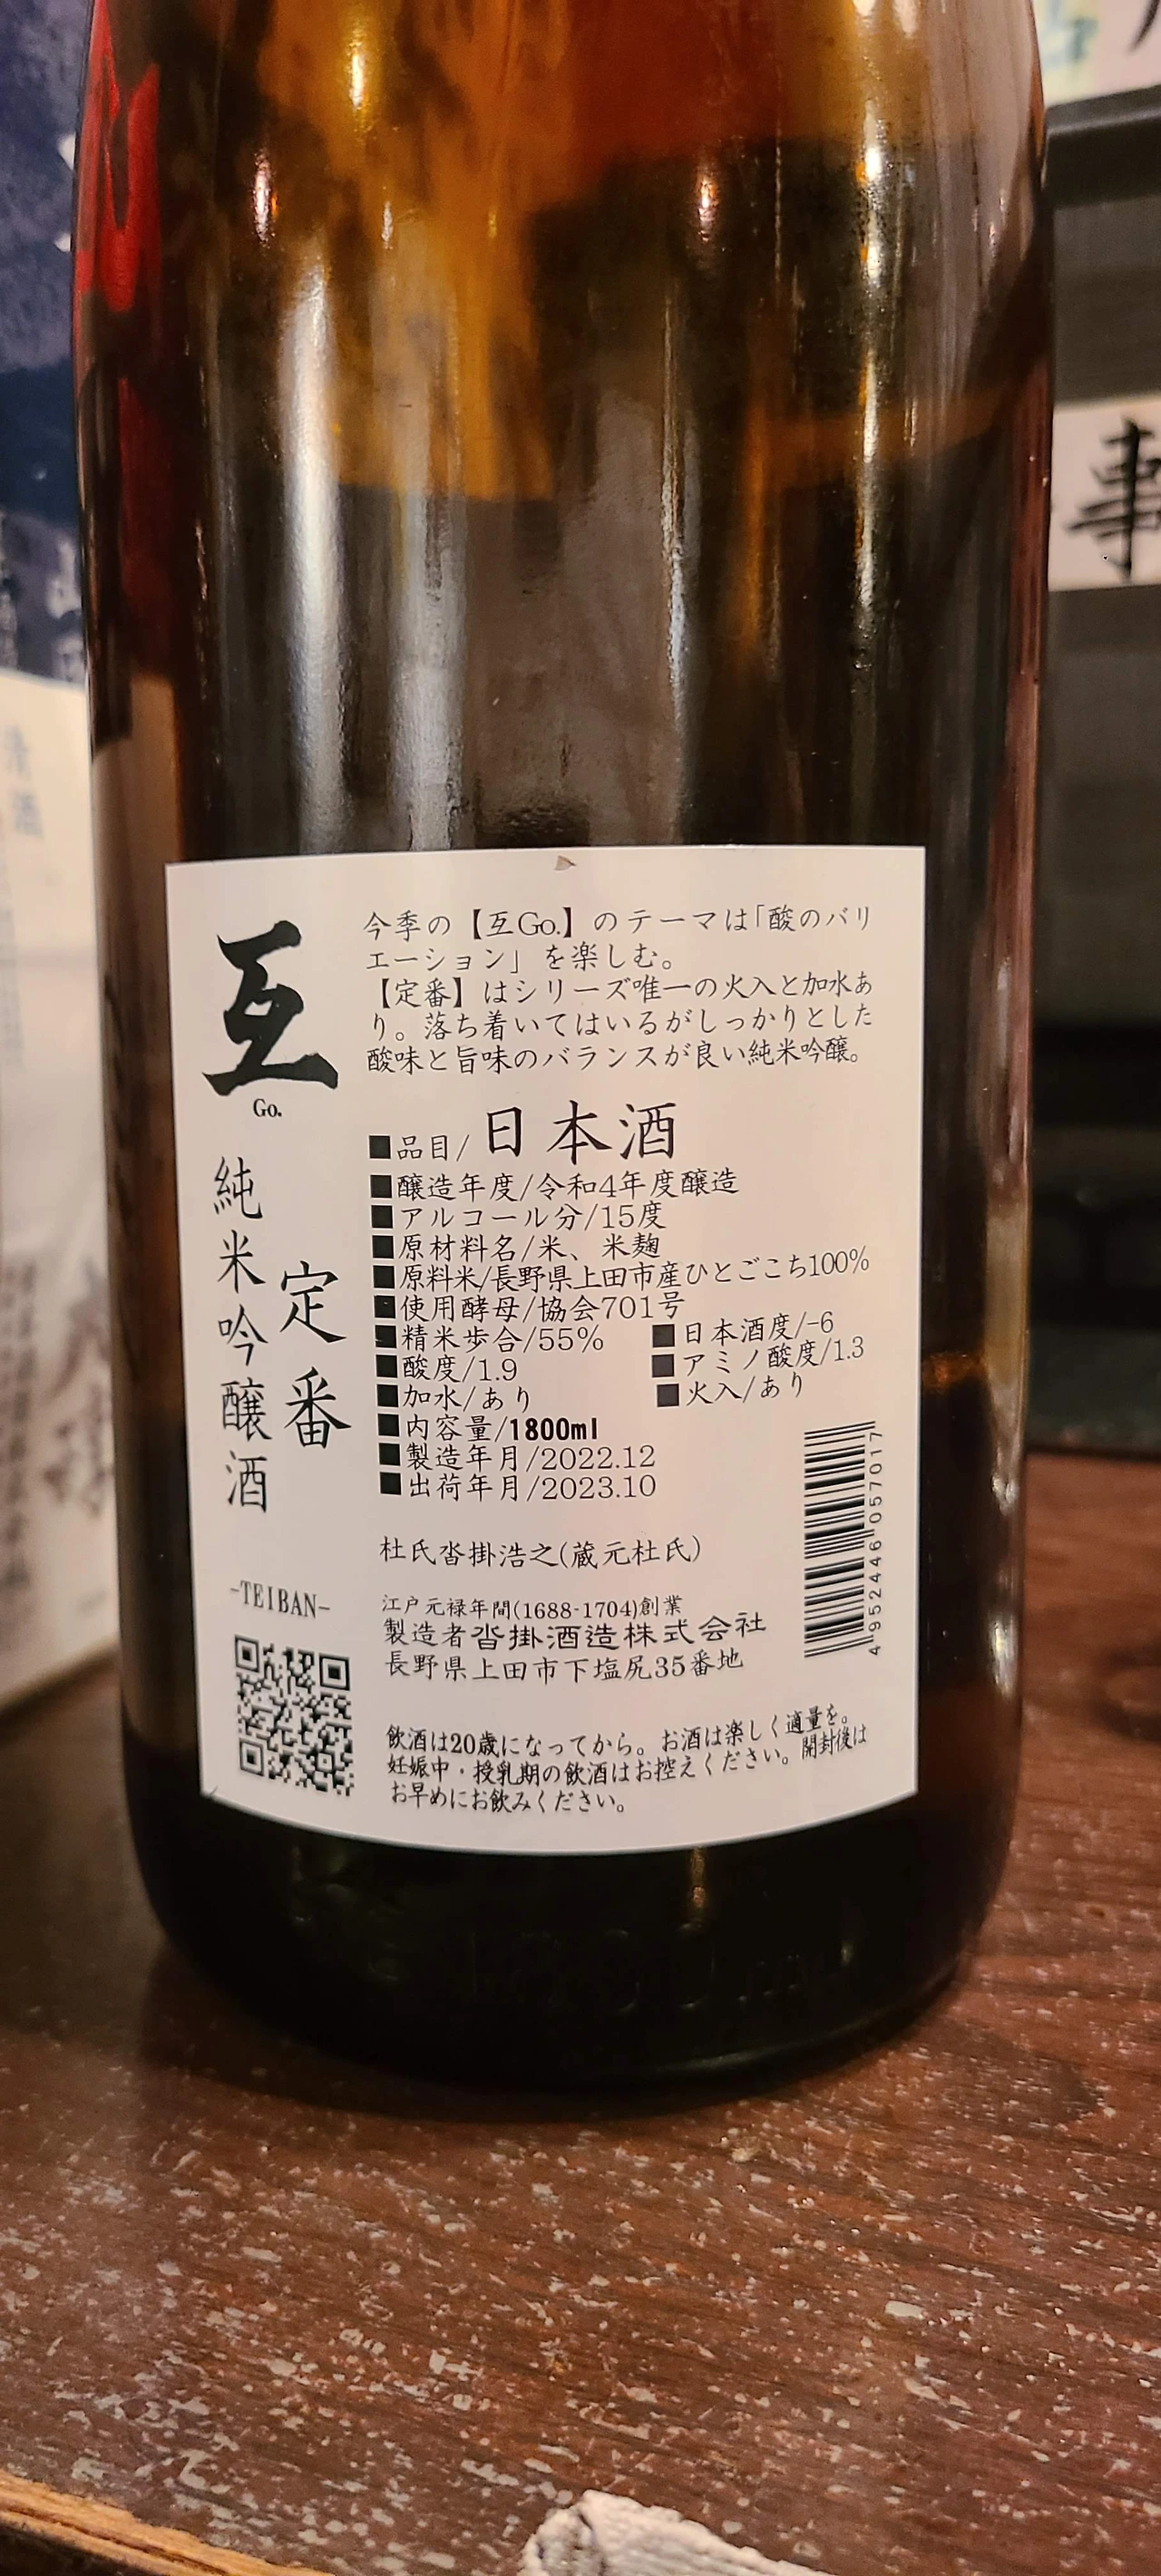 互
Go.
純米吟醸酒
定番
-TEIBAN-
今季の【互Go.】のテーマは「酸のバリ
エーション」を楽しむ。
【定番】はシリーズ唯一の火入と加水あ
り。落ち着いてはいるがしっかりとした
酸味と旨味のバランスが良い純米吟醸。
■品目/日本酒
■醸造年度/令和4年度醸造
■アルコール分/15度
■原材料名/米、米麹
■原料米/長野県上田市産ひとごこち100%
■使用酵母/協会701号
■精米歩合/55% ■日本酒度/-6
■酸度/1.9 ■アミノ酸度/1.3
■加水/あり ■火入/あり
■内容量/1800ml
■製造年月/2022.12
■出荷年月/2023.10
4952446057017
杜氏沓掛浩之(蔵元杜氏)
江戸元禄年間(1688-1704)創業
製造者沓掛酒造株式会社
長野県上田市下塩尻35番地
飲酒は20歳になってから。お酒は楽しく適量を。
妊娠中・授乳期の飲酒はお控えください。開封後は
お早めにお飲みください。
清酒
事